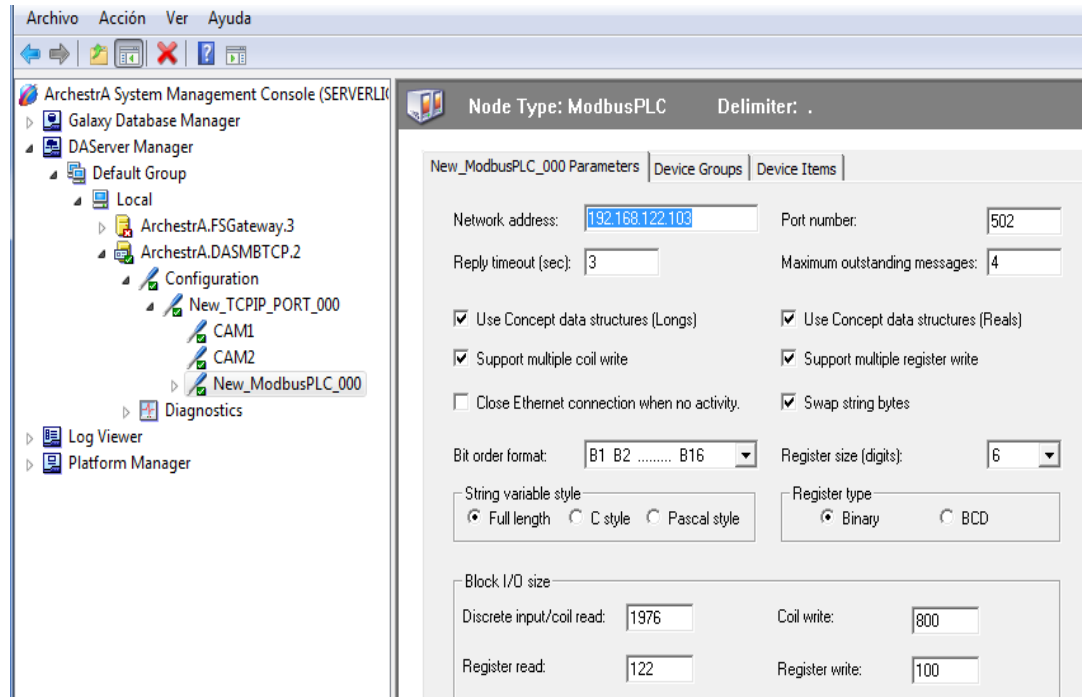 Archivo Acción Ver Ayuda
ArchestrA System Management Console (SERVERLI
Galaxy Database Manager
DAServer Manager
Default Group
Local
ArchestrA.FSGateway.3
ArchestrA.DASMBTCP.2
Configuration
New_TCPIP_PORT_000
CAM1
CAM2
New_ModbusPLC_000
Diagnostics
Log Viewer
Platform Manager
Node Type: ModbusPLC Delimiter: .
New_ModbusPLC_000 Parameters Device Groups Device Items
Network address: 192.168.122.103 Port number: 502
Reply timeout (sec): 3 Maximum outstanding messages: 4
Use Concept data structures (Longs) Use Concept data structures (Reals)
Support multiple coil write Support multiple register write
Close Ethernet connection when no activity. Swap string bytes
Bit order format: B1 B2 ......... B16 Register size (digits): 6
String variable style Register type
Full length C style Pascal style Binary BCD
Block I/O size
Discrete input/coil read: 1976 Coil write: 800
Register read: 122 Register write: 100